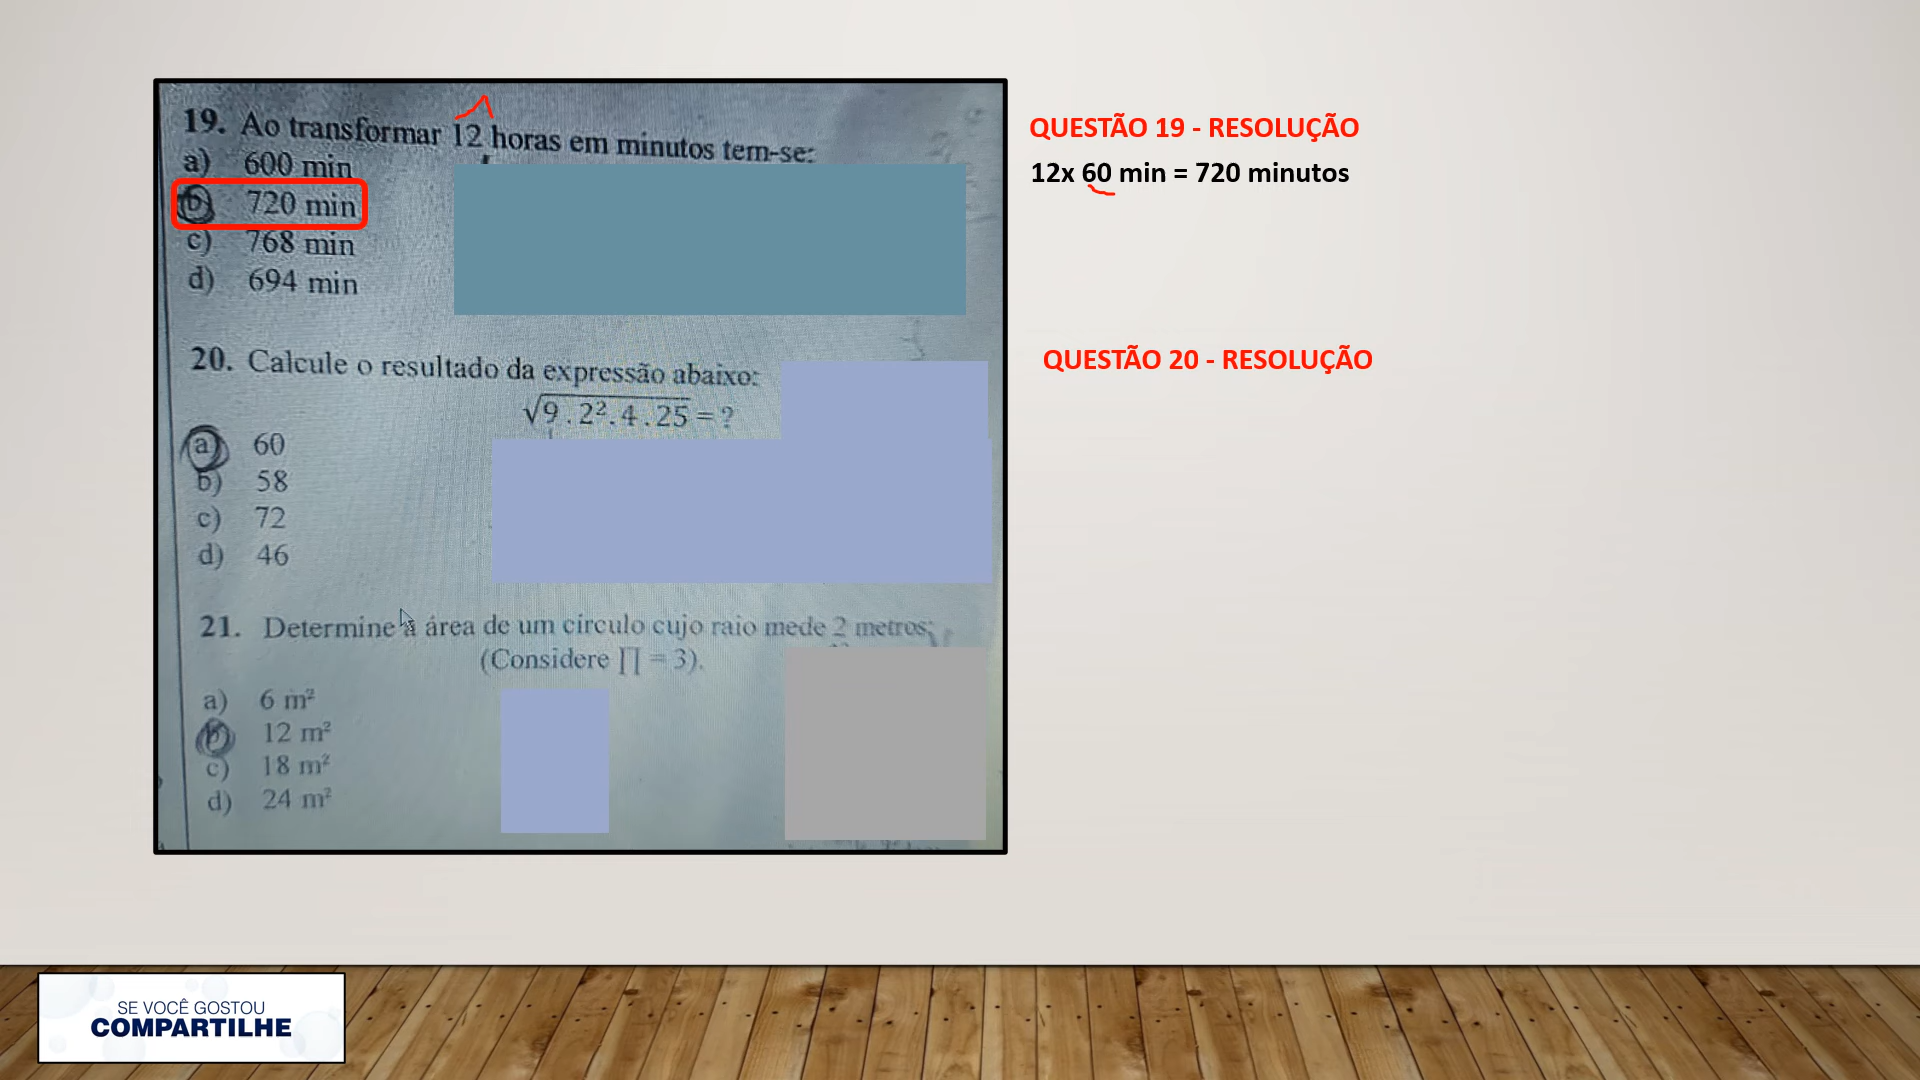 19. Ao transformar 12 horas em minutos tem-se:
a) 600 min
b) 720 min
c) 768 min
d) 694 min
20. Calcule o resultado da expressão abaixo:
√9 . 2² . 4 . 25 = ?
a) 60
b) 58
c) 72
d) 46
21. Determine a área de um círculo cujo raio mede 2 metros:
(Considere ∏ = 3).
a) 6 m²
b) 12 m²
c) 18 m²
d) 24 m²
QUESTÃO 19 - RESOLUÇÃO
12x 60 min = 720 minutos
QUESTÃO 20 - RESOLUÇÃO
SE VOCÊ GOSTOU
COMPARTILHE